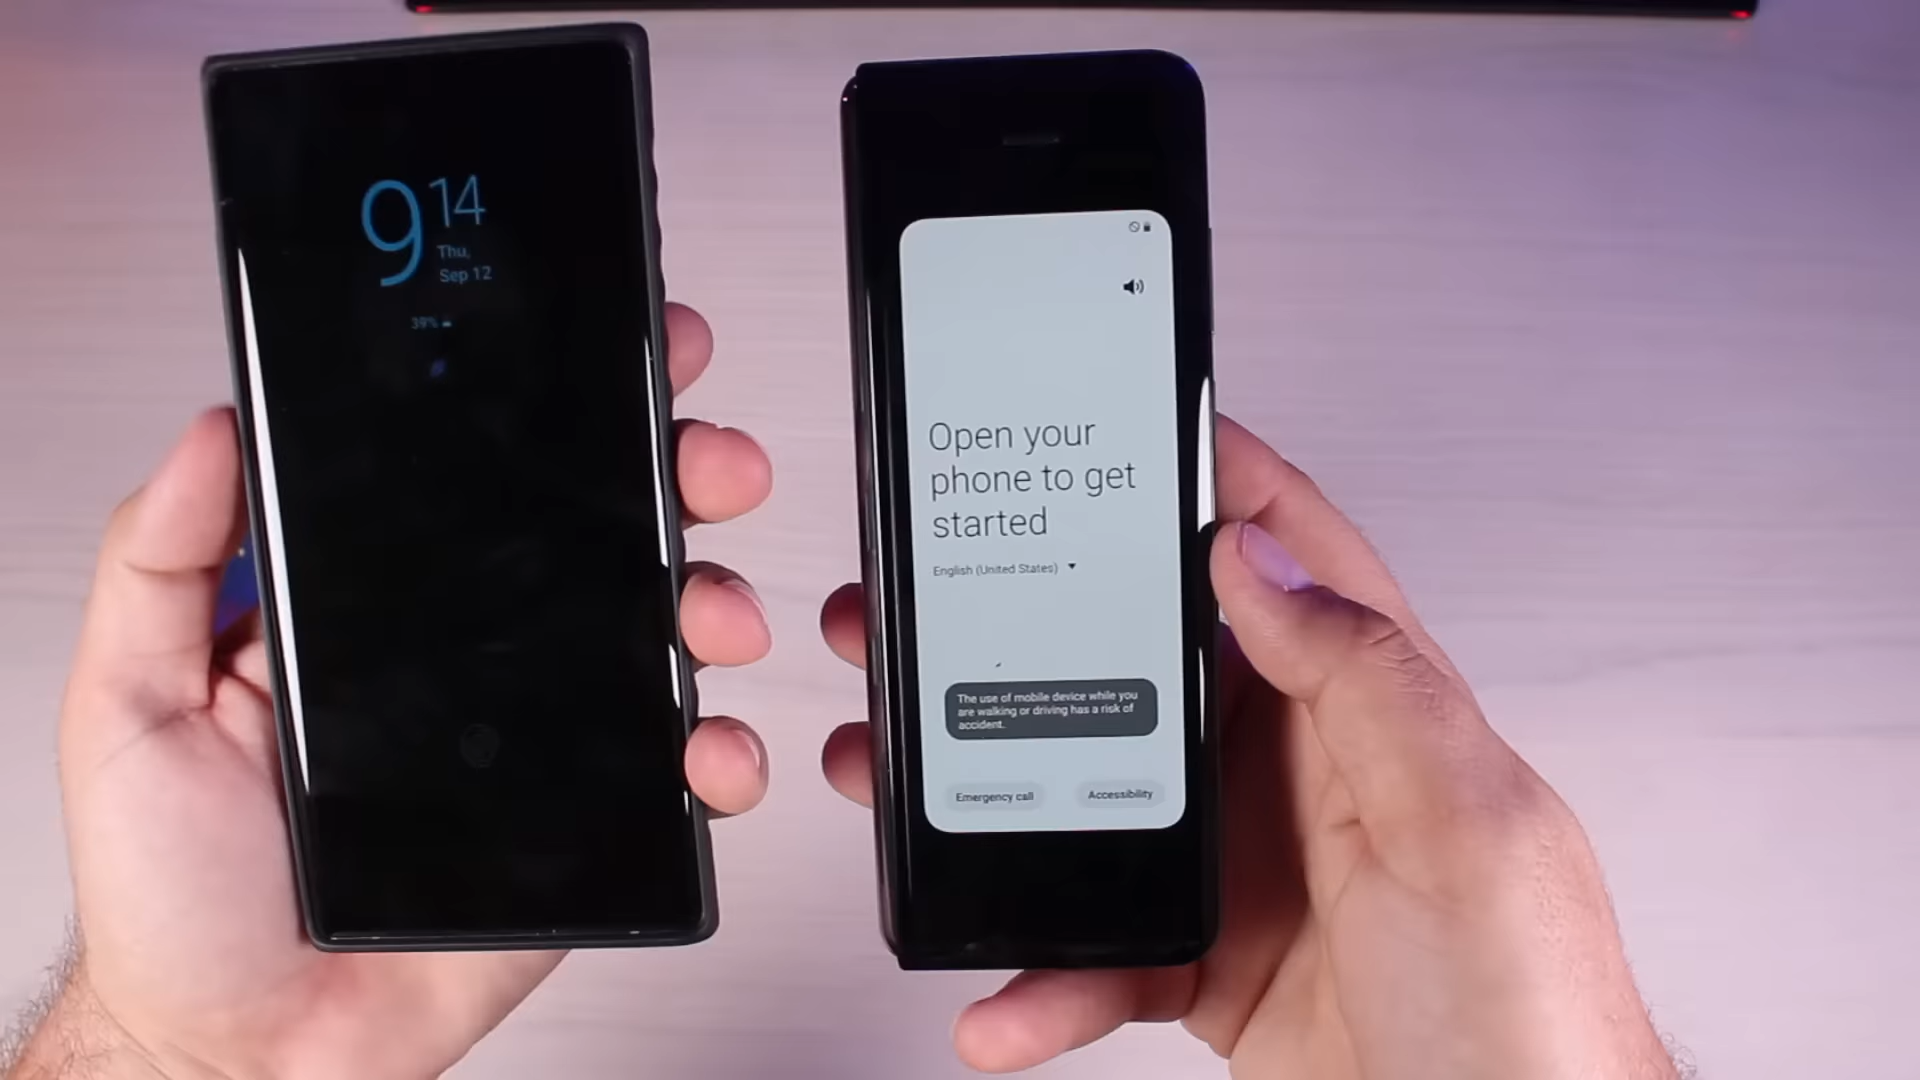 9 14
Thu,
Sep 12
39%
Open your
phone to get
started
English (United States)
The use of mobile device while you
are walking or driving has a risk of
accident.
Emergency call
Accessibility